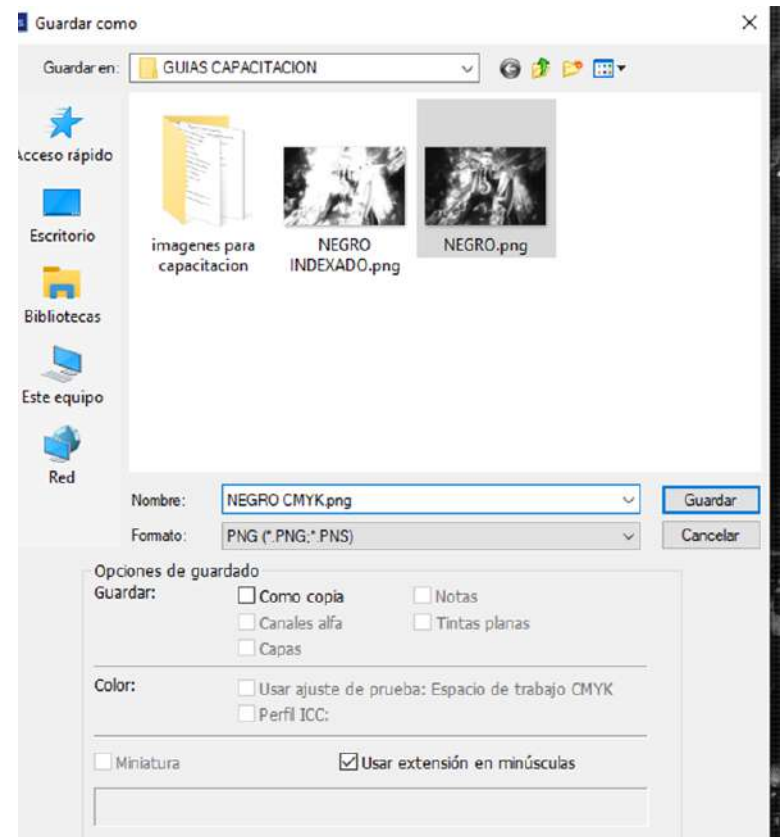 Guardar como
Guardar en:
GUIAS CAPACITACION
Acceso rápido
Escritorio
Bibliotecas
Este equipo
Red
imagenes para
capacitacion
NEGRO
INDEXADO.png
NEGRO.png
Nombre:
NEGRO CMYK.png
Guardar
Formato:
PNG (*.PNG;*.PNS)
Cancelar
Opciones de guardado
Guardar:
Como copia
Notas
Canales alfa
Tintas planas
Capas
Color:
Usar ajuste de prueba: Espacio de trabajo CMYK
Perfil ICC:
Miniatura
Usar extensión en minúsculas